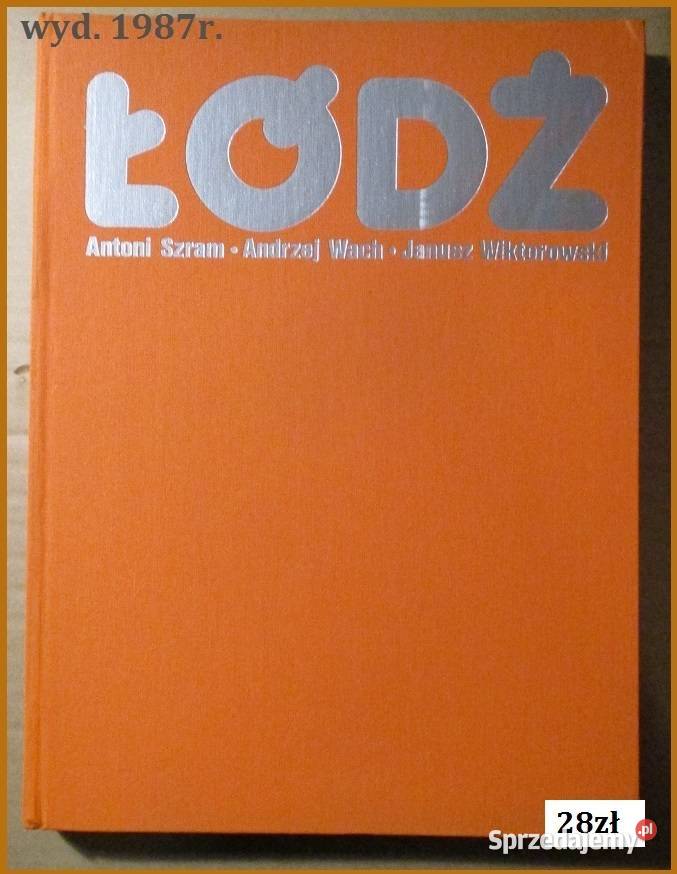 wyd. 1987r.
ŁÓDŹ
Antoni Szram • Andrzej Wach • Janusz Wiktorowski
28zł
Sprzedajemy.pl